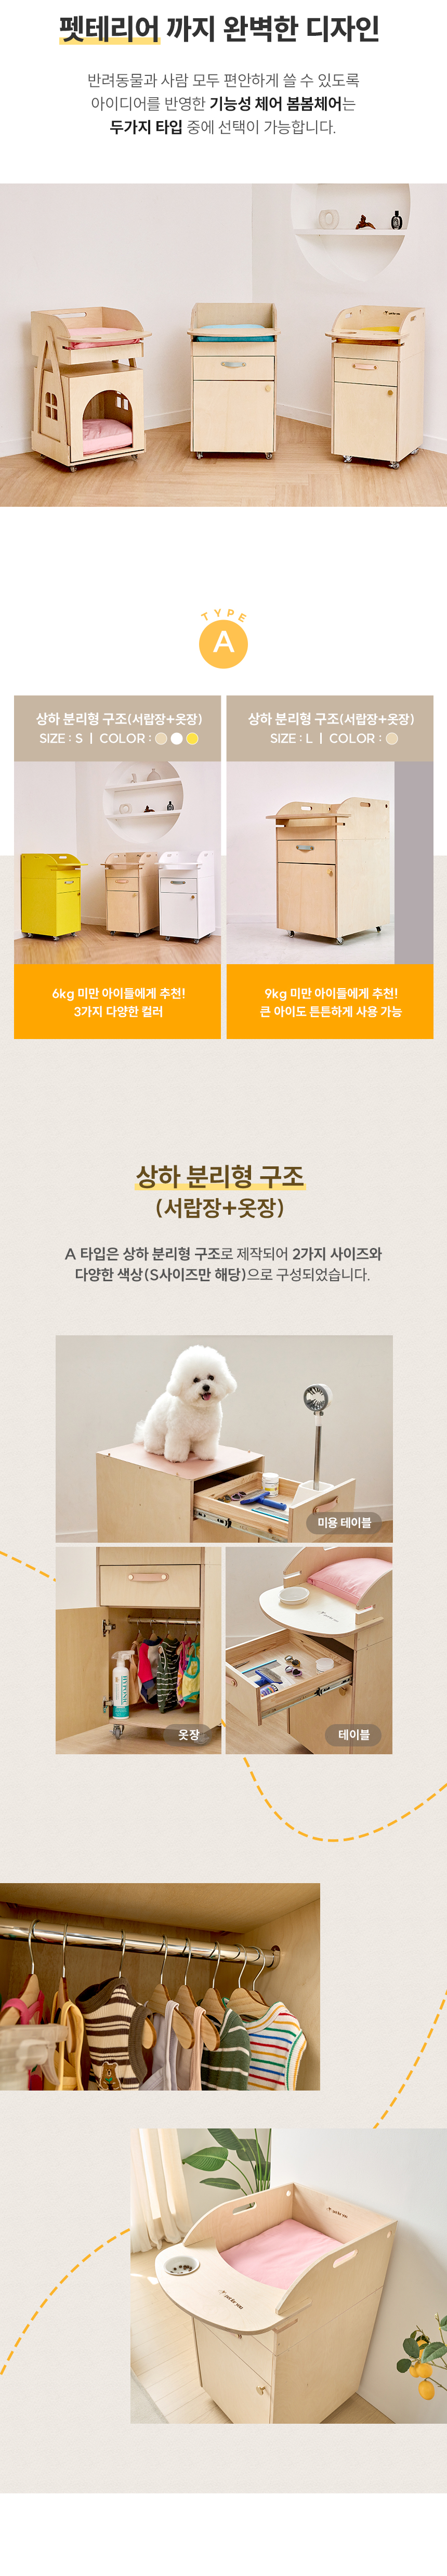 펫테리어 까지 완벽한 디자인
반려동물과 사람 모두 편안하게 쓸 수 있도록
아이디어를 반영한 기능성 체어 봄봄체어는
두가지 타입 중에 선택이 가능합니다.
TYPE
A
상하 분리형 구조(서랍장+옷장)
SIZE : S | COLOR :
상하 분리형 구조(서랍장+옷장)
SIZE : L | COLOR :
6kg 미만 아이들에게 추천!
3가지 다양한 컬러
9kg 미만 아이들에게 추천!
큰 아이도 튼튼하게 사용 가능
상하 분리형 구조
(서랍장+옷장)
A 타입은 상하 분리형 구조로 제작되어 2가지 사이즈와
다양한 색상(S사이즈만 해당)으로 구성되었습니다.
미용 테이블
옷장
테이블